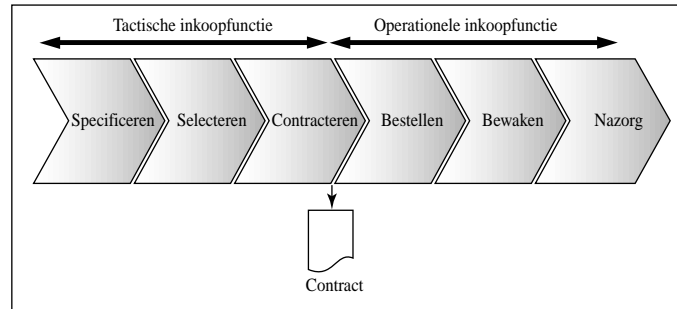 Tactische inkoopfunctie
Operationele inkoopfunctie
Specificeren
Selecteren
Contracteren
Bestellen
Bewaken
Nazorg
Contract